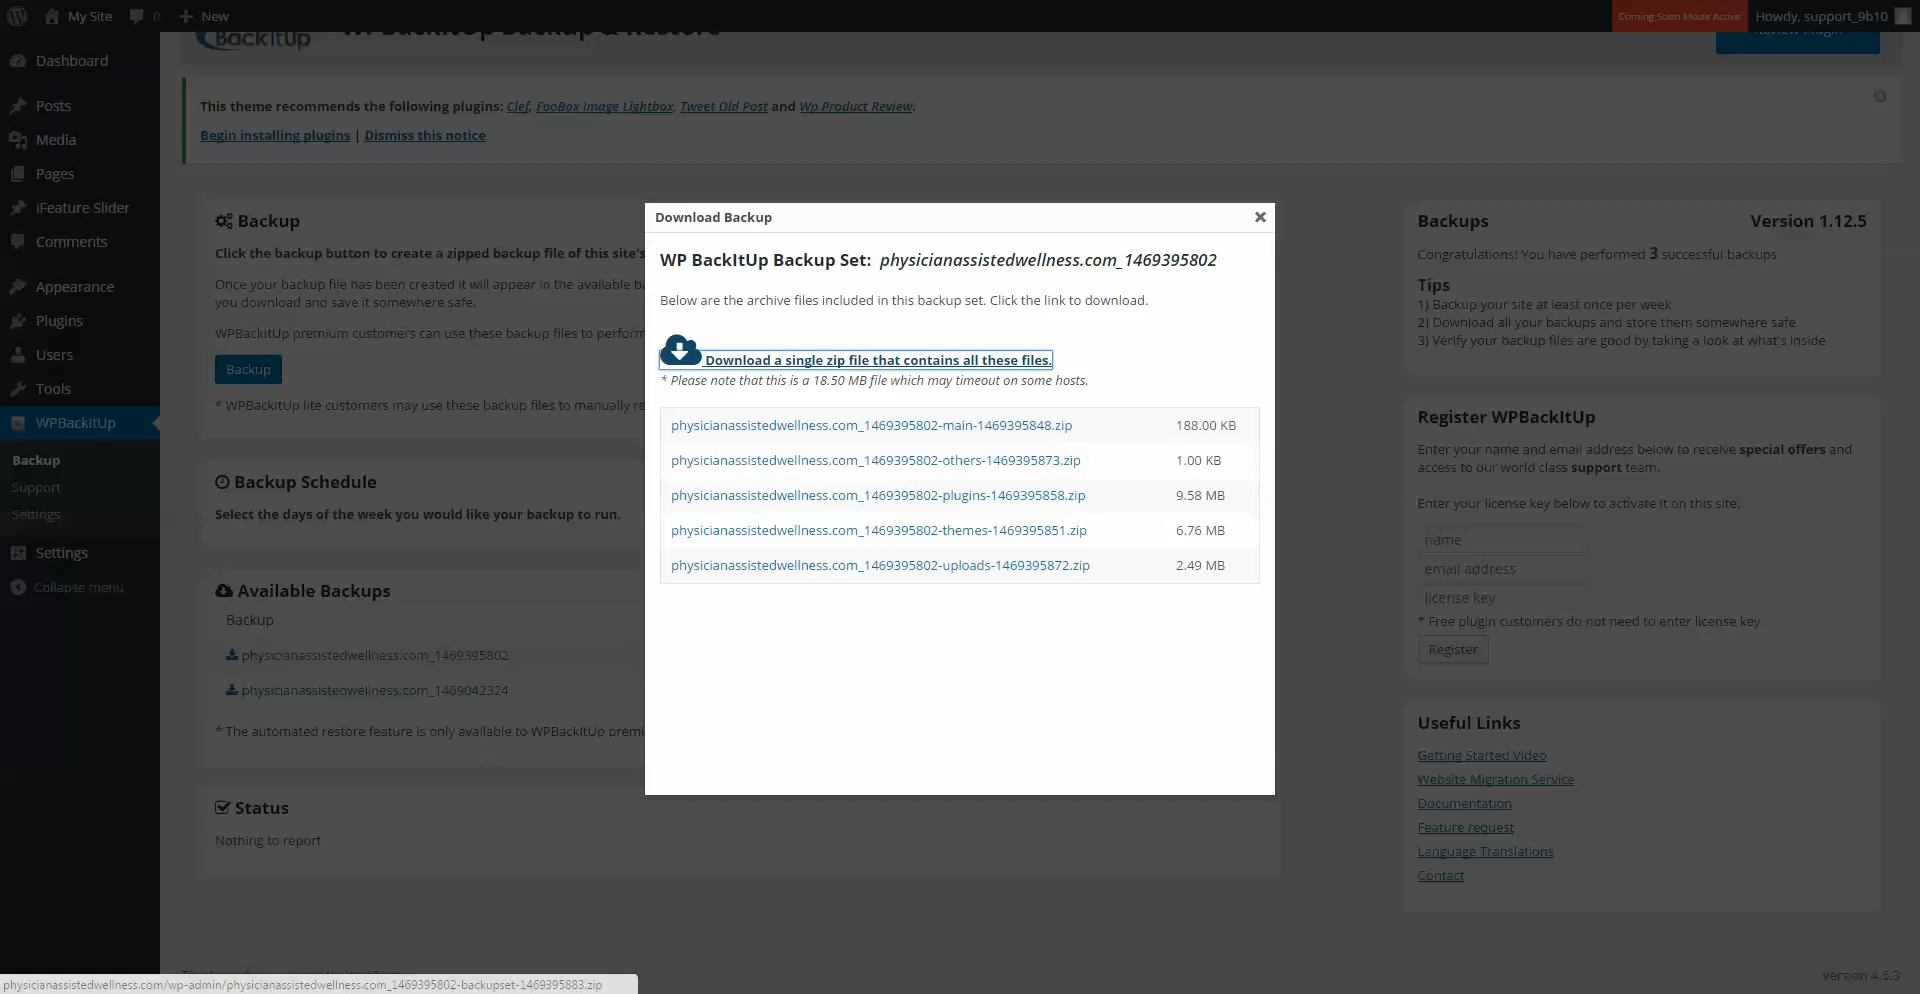 My Site
0
New
Coming Soon Mode Active
Howdy, support_9b10
Dashboard
Posts
Media
Pages
iFeature Slider
Comments
Appearance
Plugins
Users
Tools
WPBackItUp
Backup
Support
Settings
Settings
Collapse menu
BackItUp
WP BackItUp Backup & Restore
Review Plugin
This theme recommends the following plugins: Clef, FooBox Image Lightbox, Tweet Old Post and Wp Product Review.
Begin installing plugins | Dismiss this notice
Backup
Click the backup button to create a zipped backup file of this site's
Once your backup file has been created it will appear in the available
you download and save it somewhere safe.
WPBackItUp premium customers can use these backup files to
Backup
* WPBackItUp lite customers may use these backup files to manually
Backup Schedule
Select the days of the week you would like your backup to run.
Available Backups
Backup
physicianassistedwellness.com_1469395802
physicianassistedwellness.com_1469042324
* The automated restore feature is only available to WPBackItUp
Status
Nothing to report
Download Backup
WP BackItUp Backup Set: physicianassistedwellness.com_1469395802
Below are the archive files included in this backup set. Click the link to download.
Download a single zip file that contains all these files.
* Please note that this is a 18.50 MB file which may timeout on some hosts.
physicianassistedwellness.com_1469395802-main-1469395848.zip 188.00 KB
physicianassistedwellness.com_1469395802-others-1469395873.zip 1.00 KB
physicianassistedwellness.com_1469395802-plugins-1469395858.zip 9.58 MB
physicianassistedwellness.com_1469395802-themes-1469395851.zip 6.76 MB
physicianassistedwellness.com_1469395802-uploads-1469395872.zip 2.49 MB
Backups Version 1.12.5
Congratulations! You have performed 3 successful backups.
Tips
1) Backup your site at least once per week
2) Download all your backups and store them somewhere safe
3) Verify your backup files are good by taking a look at what's inside
Register WPBackItUp
Enter your name and email address below to receive special offers and
access to our world class support team.
Enter your license key below to activate it on this site.
name
email address
license key
* Free plugin customers do not need to enter license key.
Register
Useful Links
Getting Started Video
Website Migration Service
Documentation
Feature request
Language Translations
Contact
Version 4.5.3
physicianassistedwellness.com/wp-admin/physicianassistedwellness.com_1469395802-backupset-1469395883.zip